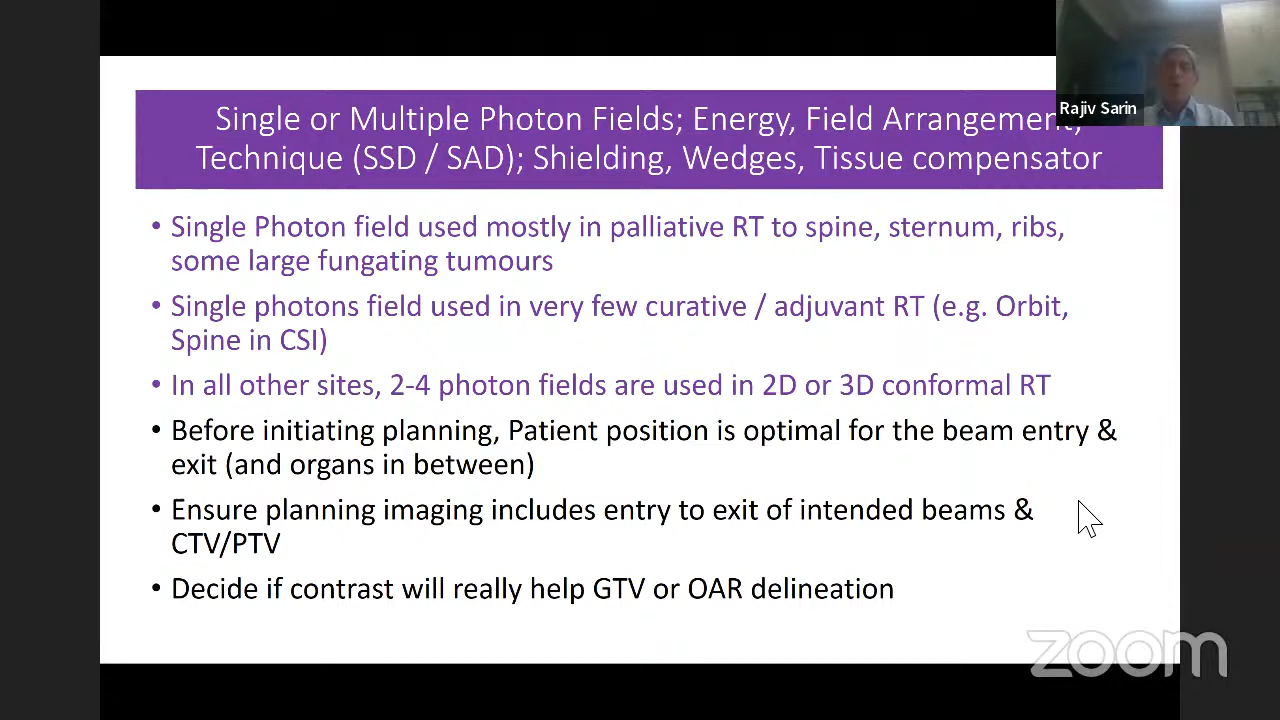 Single or Multiple Photon Fields; Energy, Field Arrangement,
Technique (SSD / SAD); Shielding, Wedges, Tissue compensator
Rajiv Sarin
• Single Photon field used mostly in palliative RT to spine, sternum, ribs,
some large fungating tumours
• Single photons field used in very few curative / adjuvant RT (e.g. Orbit,
Spine in CSI)
• In all other sites, 2-4 photon fields are used in 2D or 3D conformal RT
• Before initiating planning, Patient position is optimal for the beam entry &
exit (and organs in between)
• Ensure planning imaging includes entry to exit of intended beams &
CTV/PTV
• Decide if contrast will really help GTV or OAR delineation
zoom